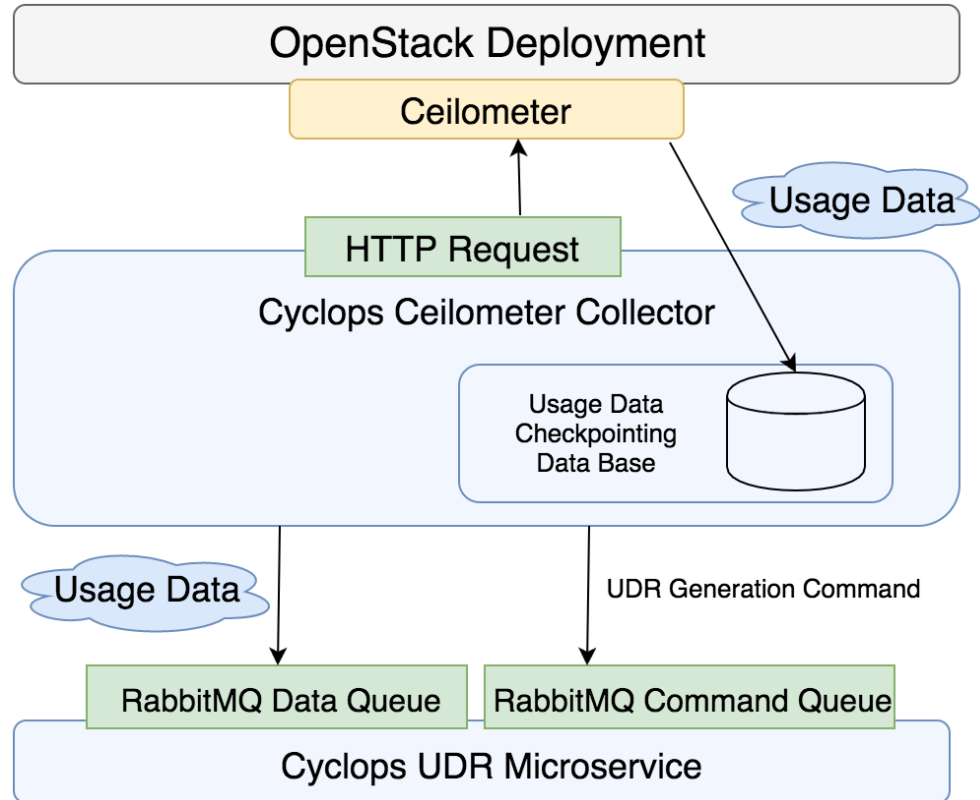 OpenStack Deployment
Ceilometer
Usage Data
HTTP Request
Cyclops Ceilometer Collector
Usage Data
Checkpointing
Data Base
Usage Data
UDR Generation Command
RabbitMQ Data Queue
RabbitMQ Command Queue
Cyclops UDR Microservice